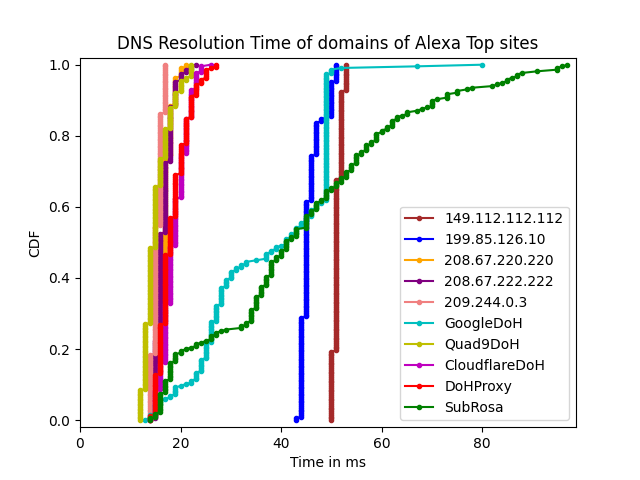 DNS Resolution Time of domains of Alexa Top sites
1.0
0.8
0.6
0.4
0.2
0.0
CDF
0
20
40
60
80
Time in ms
149.112.112.112
199.85.126.10
208.67.220.220
208.67.222.222
209.244.0.3
GoogleDoH
Quad9DoH
CloudflareDoH
DoHProxy
SubRosa